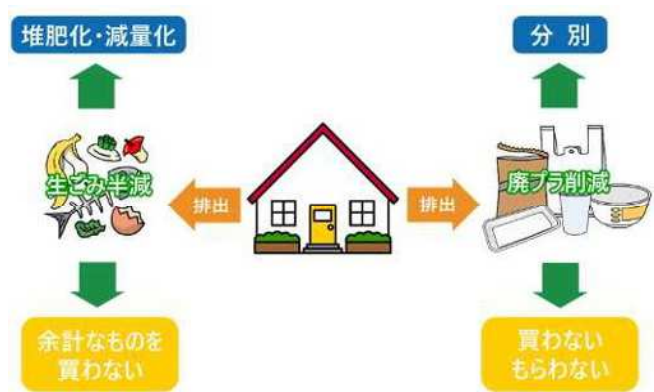 堆肥化・減量化
分別
生ごみ半減
排出
排出
廃プラ削減
余計なものを
買わない
買わない
もらわない